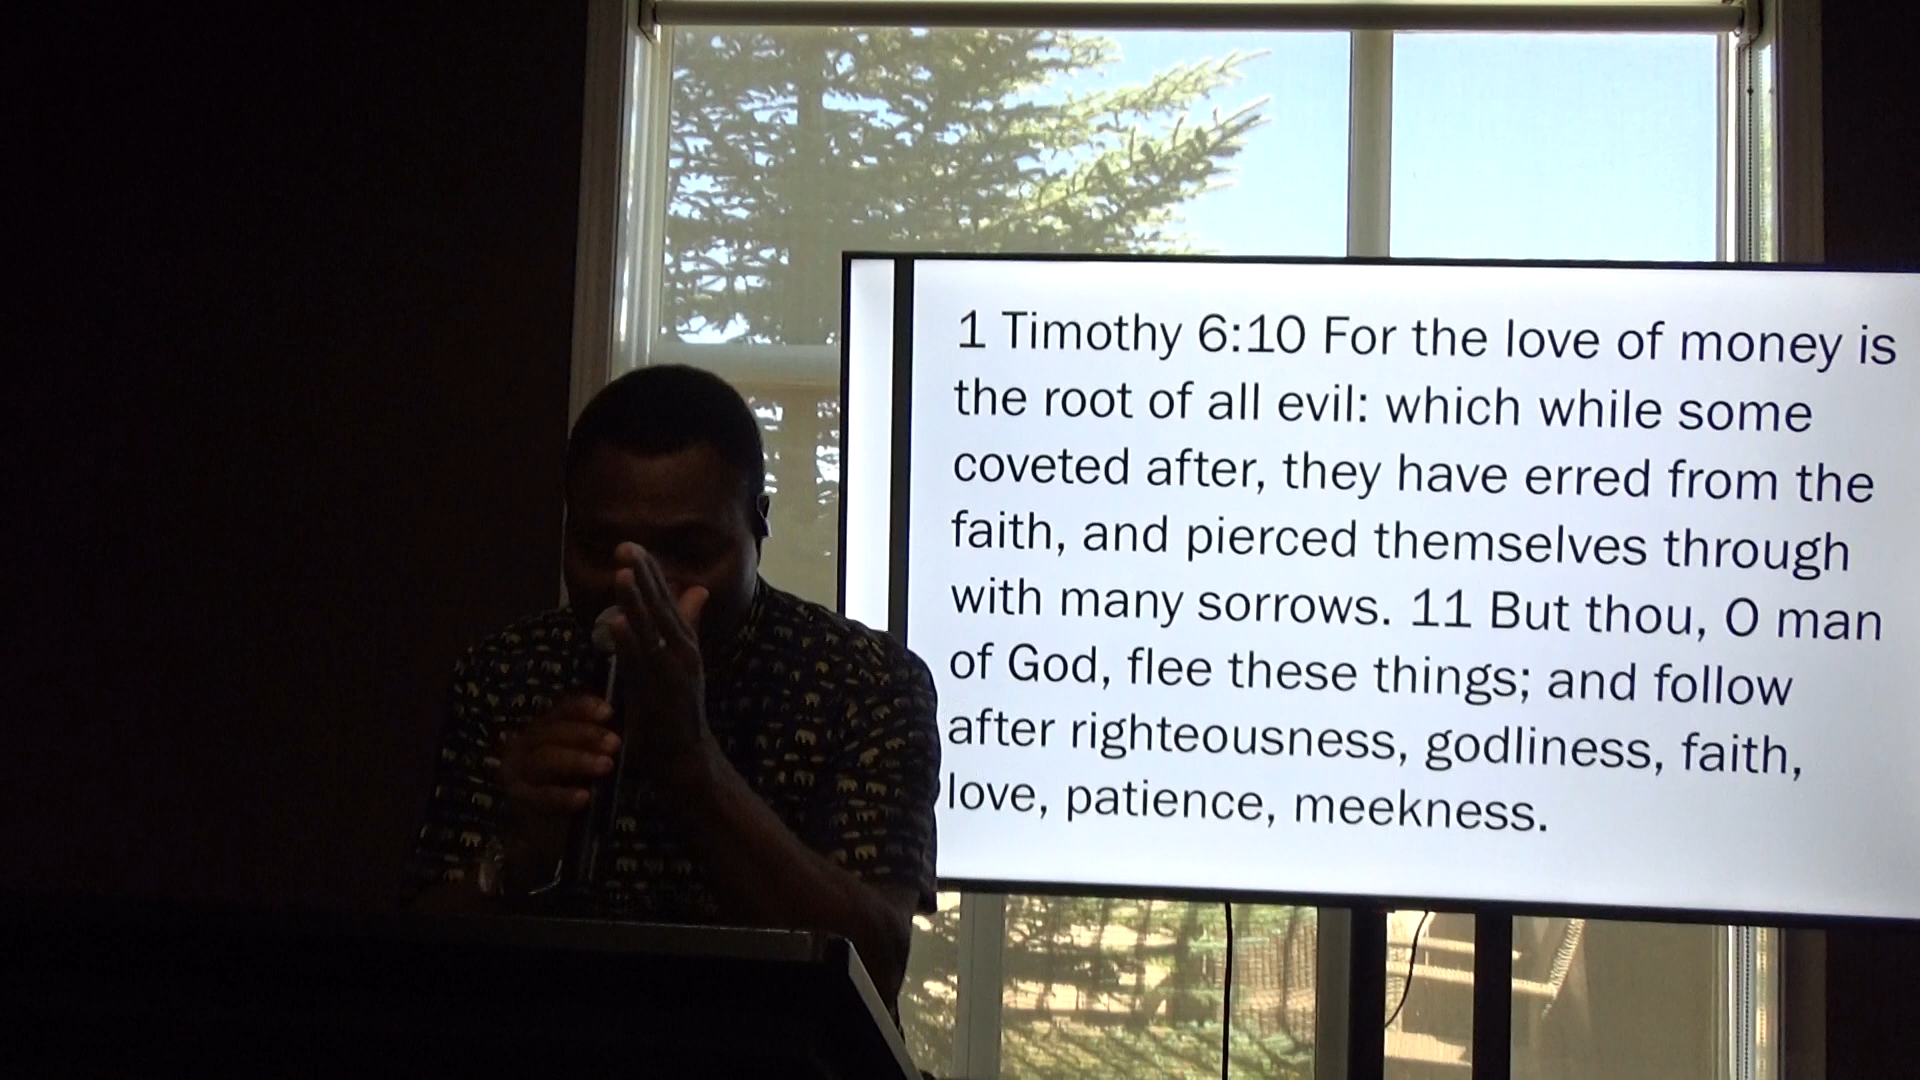 1 Timothy 6:10 For the love of money is
the root of all evil: which while some
coveted after, they have erred from the
faith, and pierced themselves through
with many sorrows. 11 But thou, O man
of God, flee these things; and follow
after righteousness, godliness, faith,
love, patience, meekness.